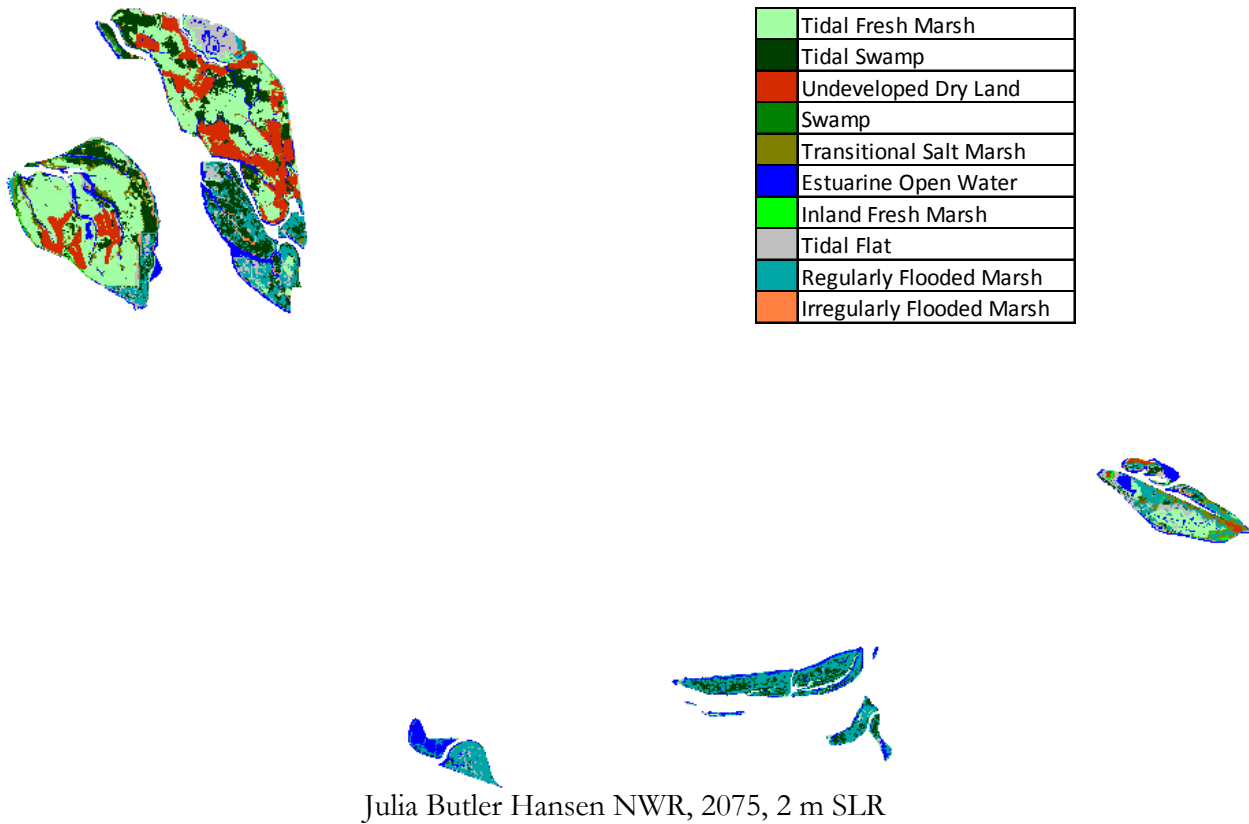 Tidal Fresh Marsh
Tidal Swamp
Undeveloped Dry Land
Swamp
Transitional Salt Marsh
Estuarine Open Water
Inland Fresh Marsh
Tidal Flat
Regularly Flooded Marsh
Irregularly Flooded Marsh
Julia Butler Hansen NWR, 2075, 2 m SLR